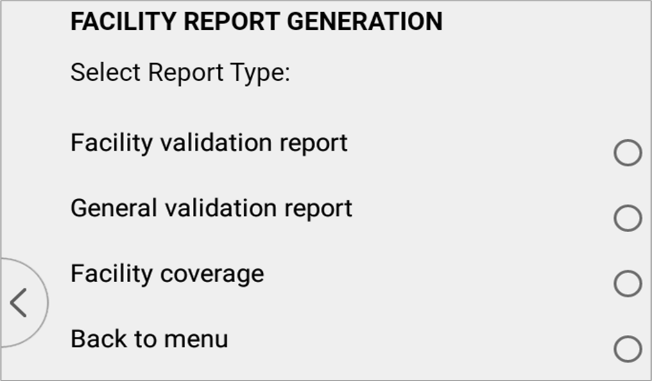 FACILITY REPORT GENERATION
Select Report Type:
Facility validation report
General validation report
Facility coverage
Back to menu